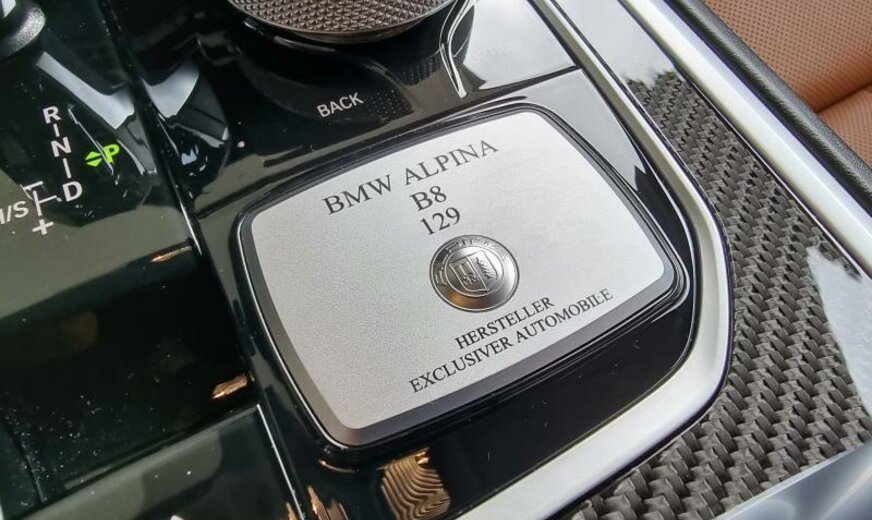 BACK
R
N
I
D
P
M/S
+
BMW ALPINA
B8
129
HERSTELLER
EXCLUSIVER AUTOMOBILE